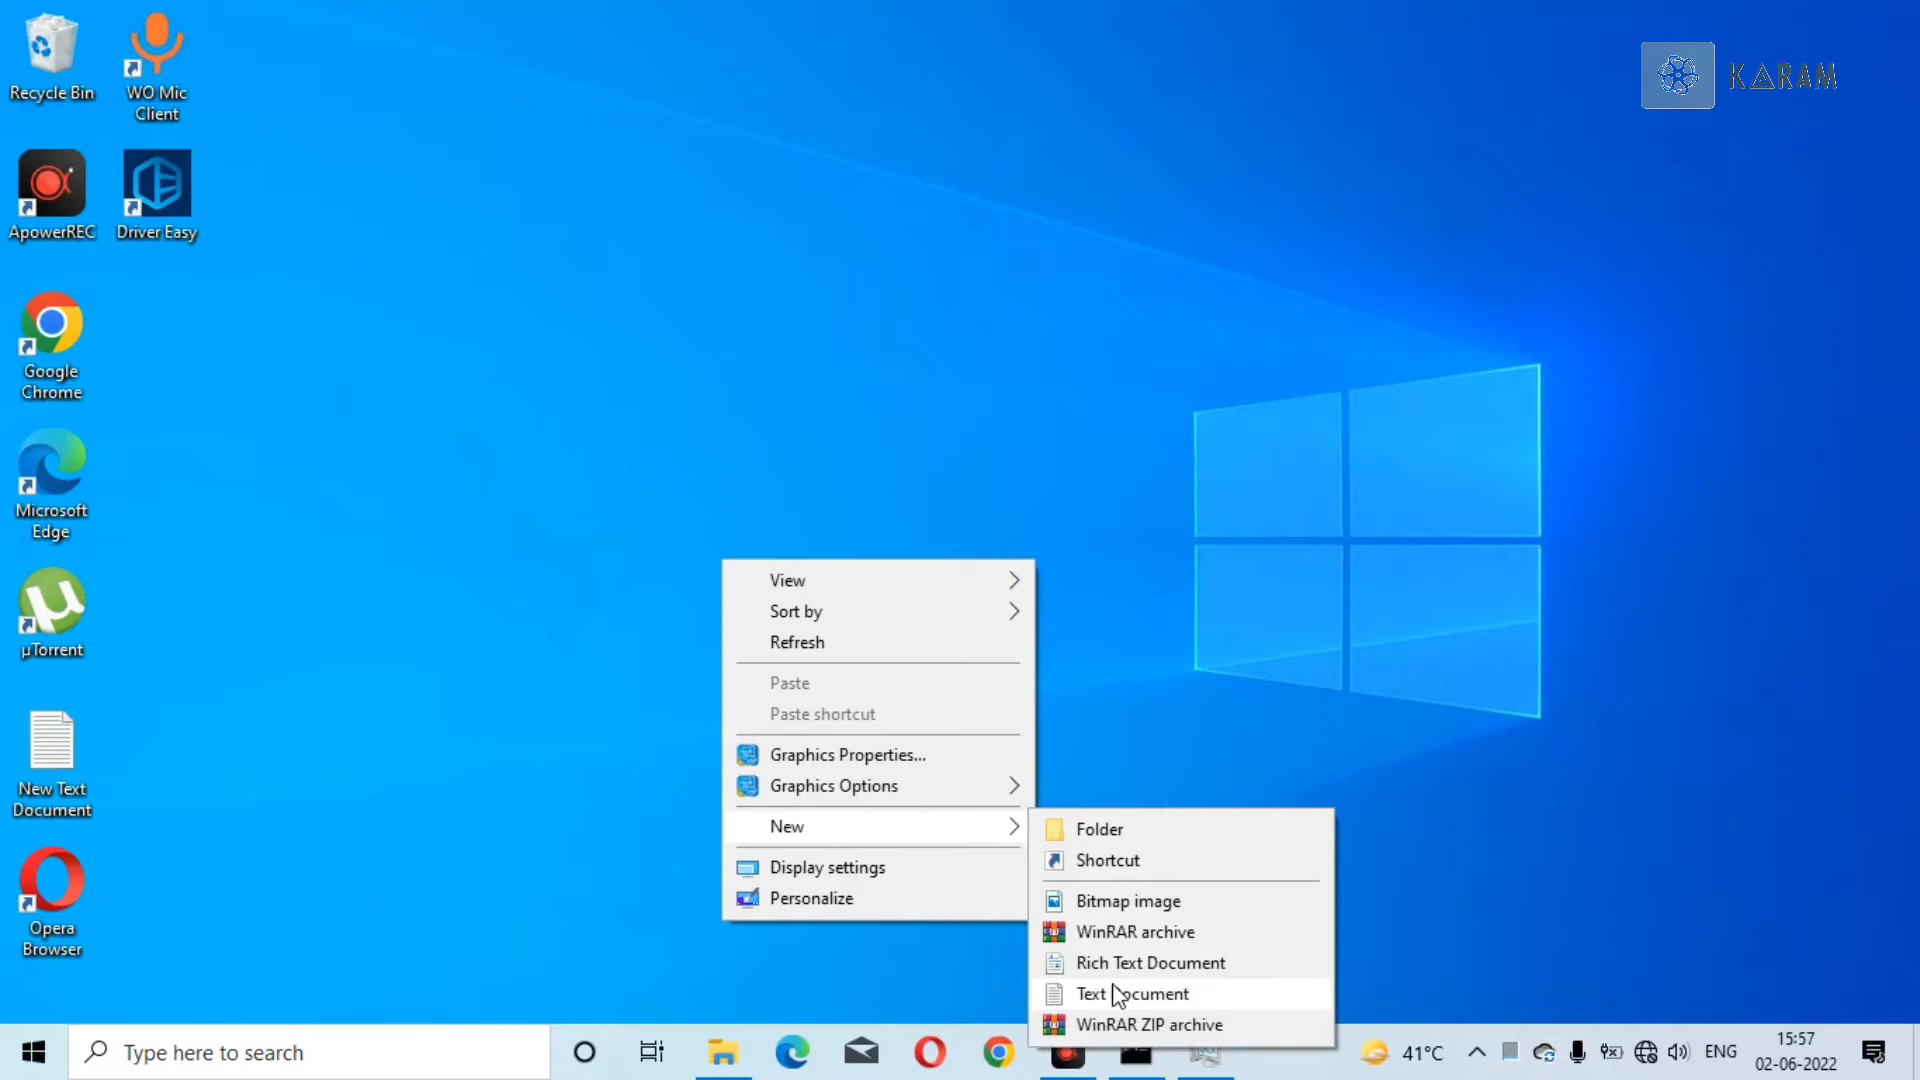 Recycle Bin
WO Mic
Client
KARAM
ApowerREC
Driver Easy
Google
Chrome
Microsoft
Edge
µTorrent
New Text
Document
Opera
Browser
View
Sort by
Refresh
Paste
Paste shortcut
Graphics Properties...
Graphics Options
New
Display settings
Personalize
Folder
Shortcut
Bitmap image
WinRAR archive
Rich Text Document
Text Document
WinRAR ZIP archive
Type here to search
41°C
ENG
15:57
02-06-2022